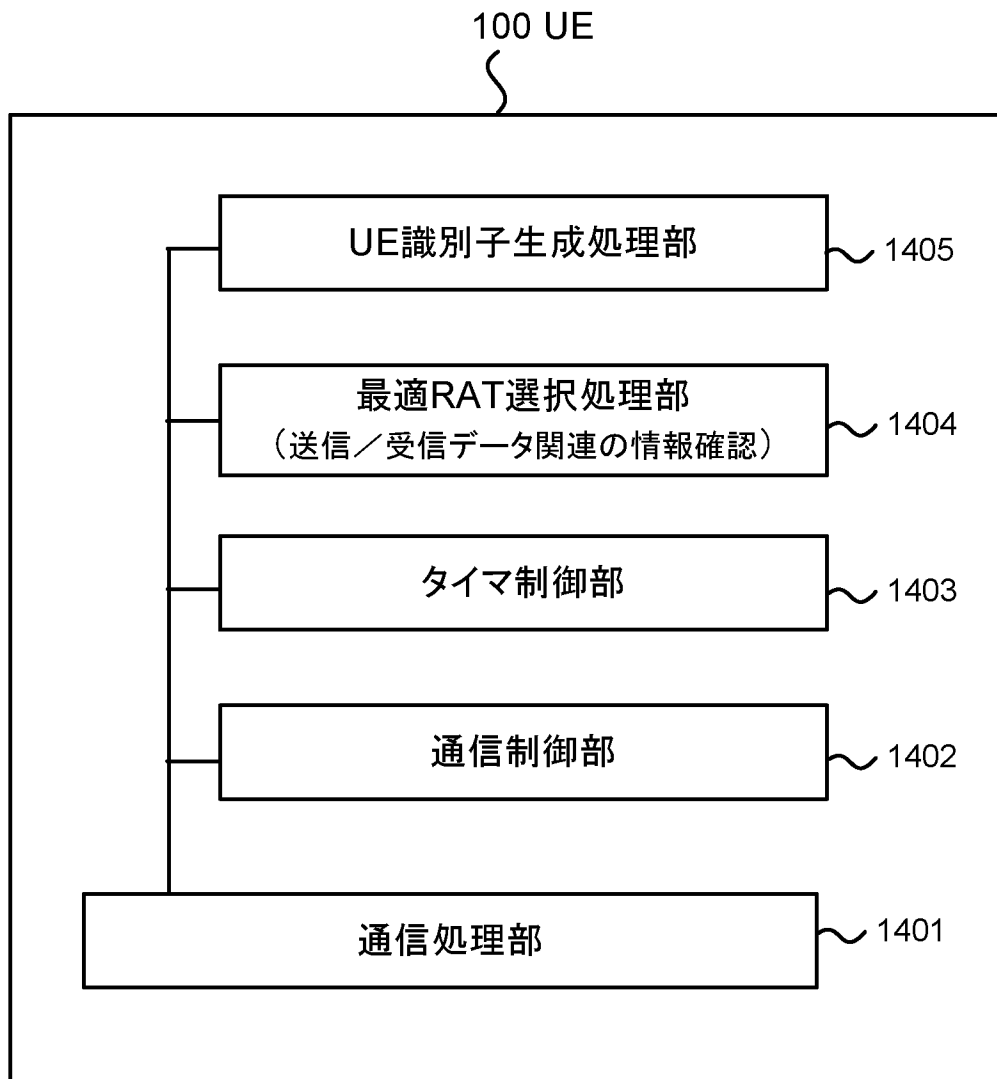 100 UE
UE識別子生成処理部
1405
最適RAT選択処理部
（送信／受信データ関連の情報確認）
1404
タイマ制御部
1403
通信制御部
1402
通信処理部
1401